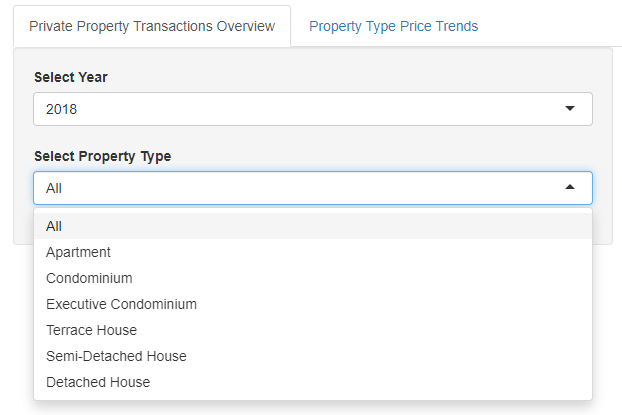 Private Property Transactions Overview Property Type Price Trends
Select Year
2018
Select Property Type
All
All
Apartment
Condominium
Executive Condominium
Terrace House
Semi-Detached House
Detached House